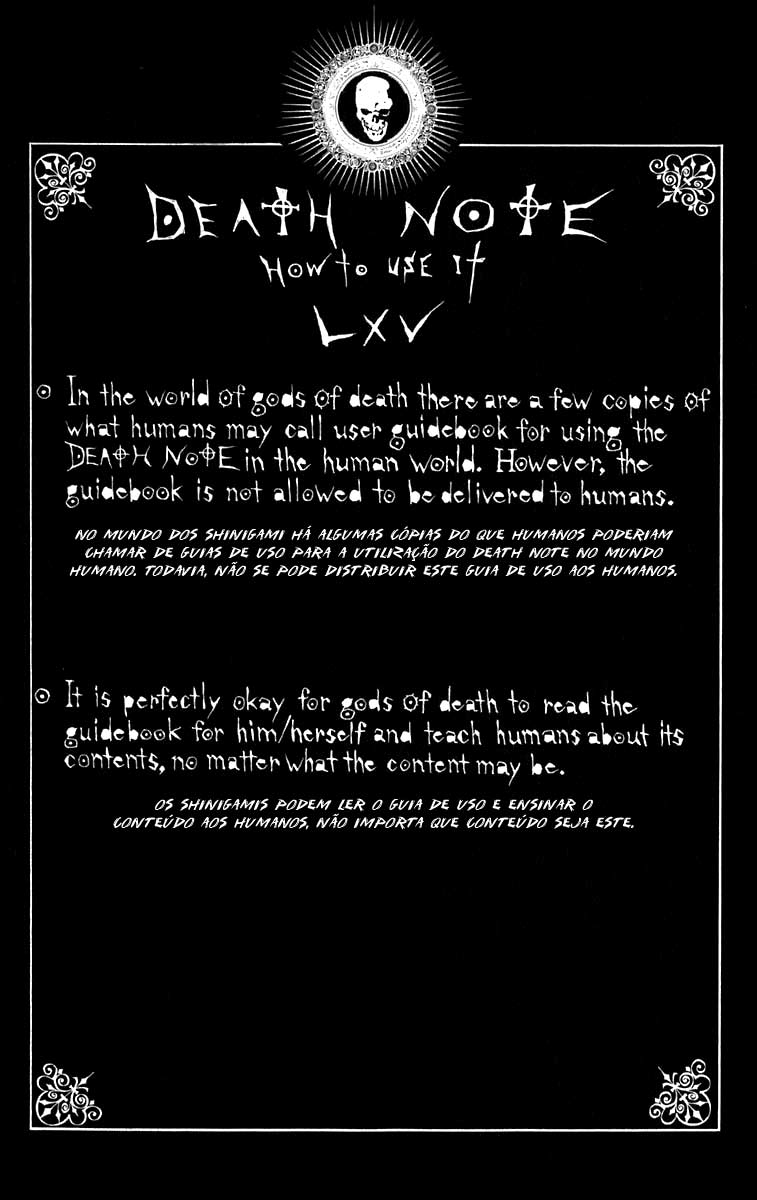 DEATH NOTE
How to use it
LXV
In the world of gods of death there are a few copies of
what humans may call user guidebook for using the
DEATH NOTE in the human world. However, the
guidebook is not allowed to be delivered to humans.
NO MUNDO DOS SHINIGAMI HÁ ALGUMAS CÓPIAS DO QUE HUMANOS PODERIAM
CHAMAR DE GUIAS DE USO PARA A UTILIZAÇÃO DO DEATH NOTE NO MUNDO
HUMANO. TODAVIA, NÃO SE PODE DISTRIBUIR ESTE GUIA DE USO AOS HUMANOS.
It is perfectly okay for gods of death to read the
guidebook for him/herself and teach humans about its
contents, no matter what the content may be.
OS SHINIGAMIS PODEM LER O GUIA DE USO E ENSINAR O
CONTEÚDO AOS HUMANOS, NÃO IMPORTA QUE CONTEÚDO SEJA ESTE.